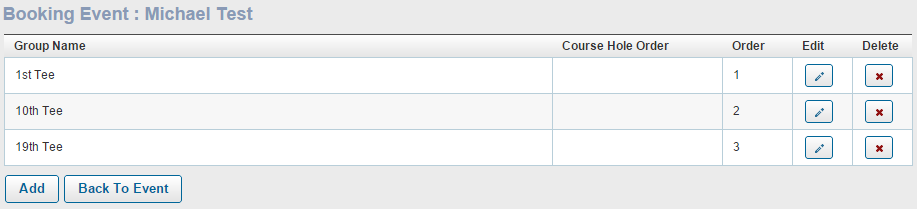 Booking Event : Michael Test
Group Name Course Hole Order Order Edit Delete
1st Tee 1
10th Tee 2
19th Tee 3
Add Back To Event